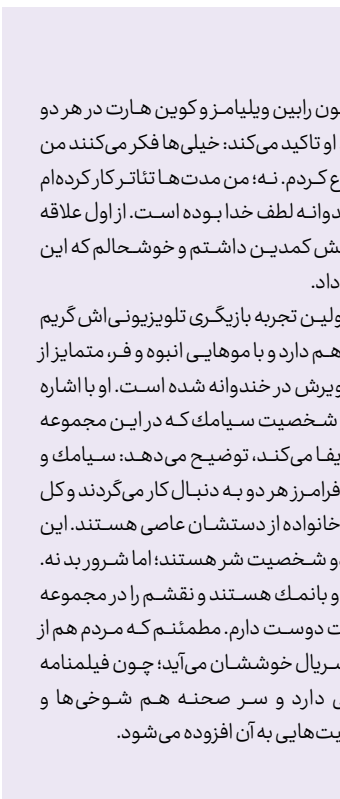 ون رابین ویلیامز و کوین هارت در هر دو
او تاکید می‌کند: خیلی‌ها فکر می‌کنند من
ع کردم. نه؛ من مدت‌ها تئاتر کار کرده‌ام
دوانه لطف خدا بوده است. از اول علاقه
ش کمدین داشتم و خوشحالم که این
داد.
ولین تجربه بازیگری تلویزیونی‌اش گریم
هم دارد و با موهایی انبوه و فر، متمایز از
ویرش در خندوانه شده است. او با اشاره
شخصیت سیامك که در این مجموعه
یفا می‌کند، توضیح می‌دهد: سیامك و
فرامرز هر دو به دنبال کار می‌گردند و کل
خانواده از دستشان عاصی هستند. این
و شخصیت شر هستند؛ اما شرور بد نه.
و بانمك هستند و نقشم را در مجموعه
ت دوست دارم. مطمئنم که مردم هم از
سریال خوششان می‌آید؛ چون فیلمنامه
ی دارد و سر صحنه هم شوخی‌ها و
یت‌هایی به آن افزوده می‌شود.